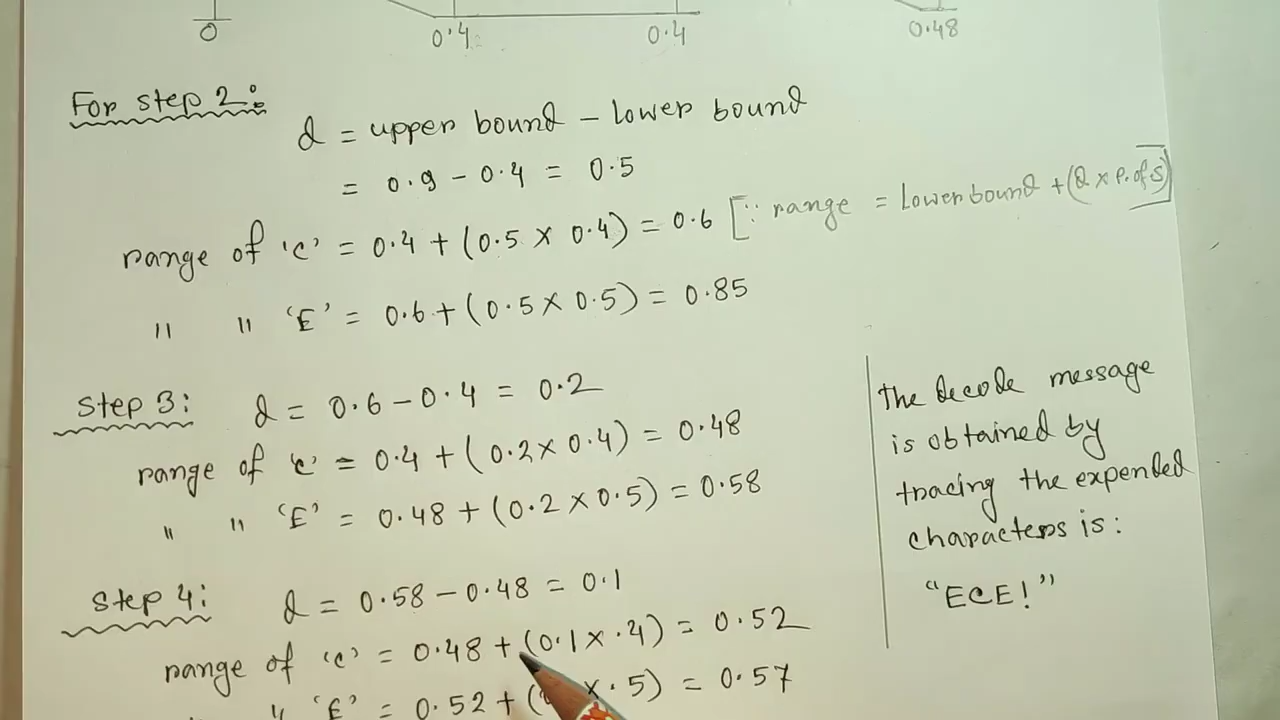 0 0.4 0.4 0.48
For step 2:
d = upper bound - lower bound
= 0.9 - 0.4 = 0.5
range of 'C' = 0.4 + (0.5 × 0.4) = 0.6 [∵ range = Lower bound + (d × P. of S)]
" " 'E' = 0.6 + (0.5 × 0.5) = 0.85
Step 3: d = 0.6 - 0.4 = 0.2
range of 'C' = 0.4 + (0.2 × 0.4) = 0.48
" " 'E' = 0.48 + (0.2 × 0.5) = 0.58
Step 4: d = 0.58 - 0.48 = 0.1
range of 'C' = 0.48 + (0.1 × .4) = 0.52
" 'E' = 0.52 + ( × .5) = 0.57
The decode message
is obtained by
tracing the expended
characters is:
"ECE!"